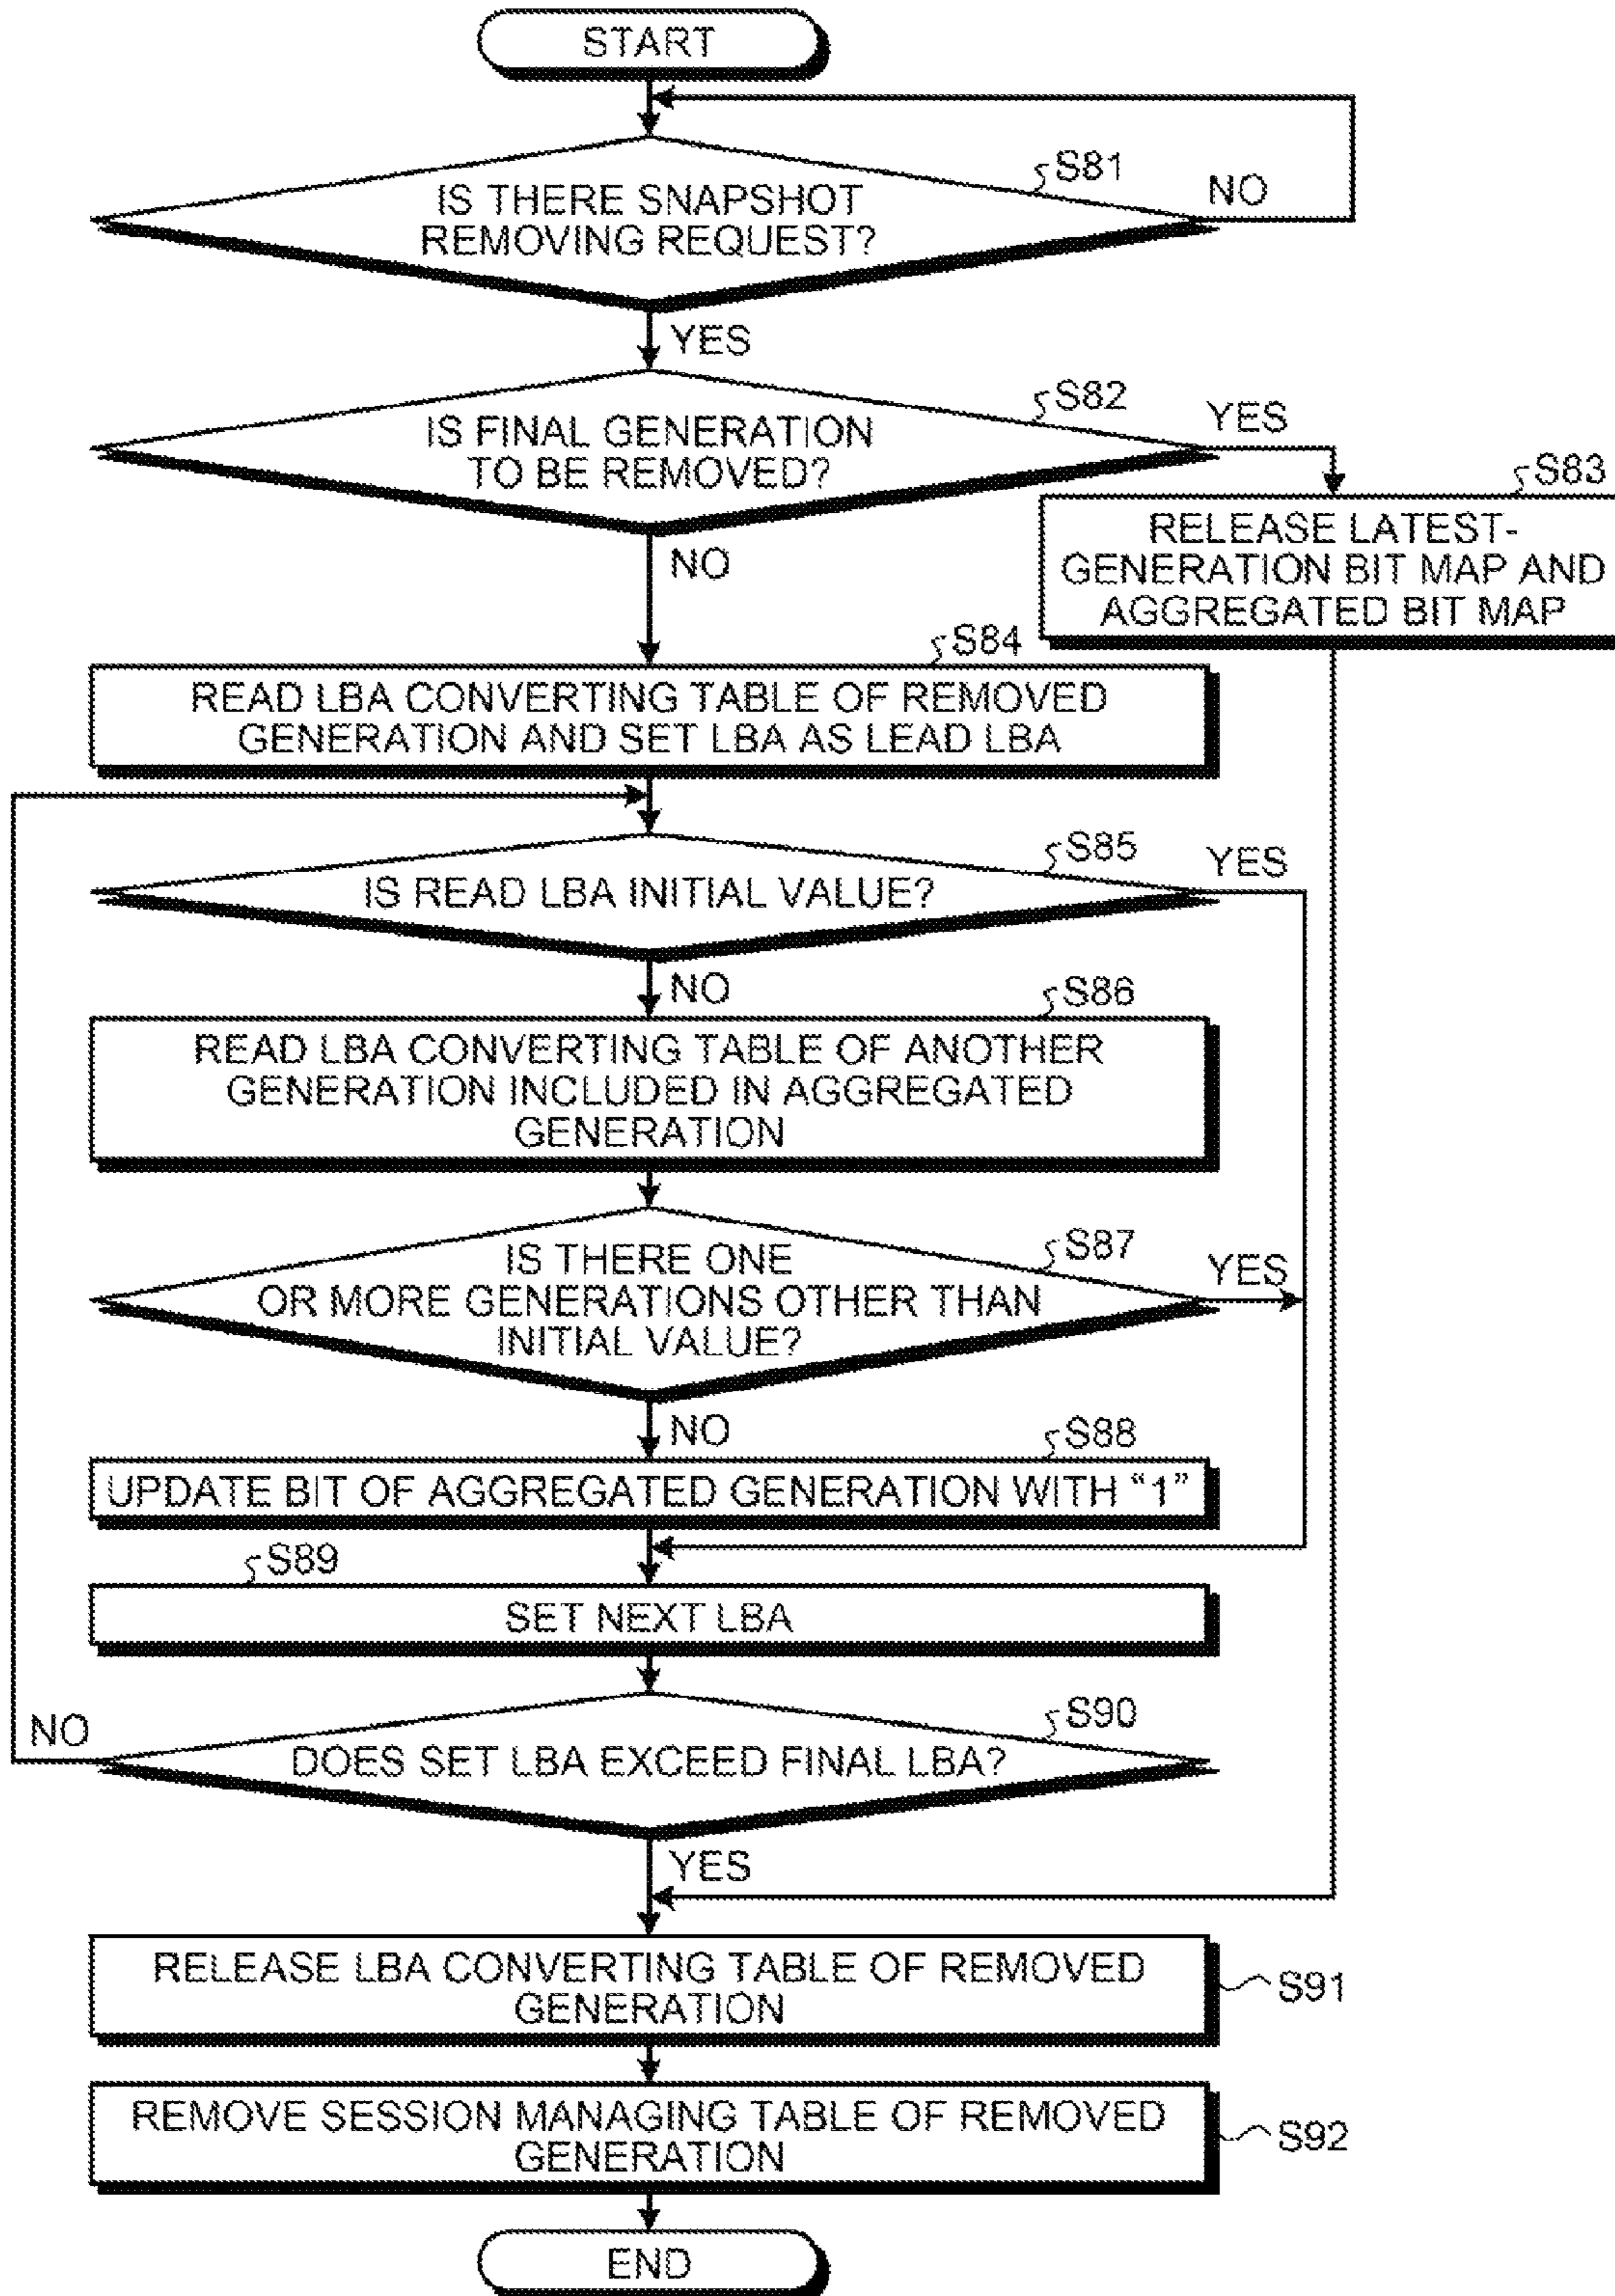 START
S81
IS THERE SNAPSHOT
REMOVING REQUEST?
NO
YES
S82
IS FINAL GENERATION
TO BE REMOVED?
YES
NO
S83
RELEASE LATEST-
GENERATION BIT MAP AND
AGGREGATED BIT MAP
S84
READ LBA CONVERTING TABLE OF REMOVED
GENERATION AND SET LBA AS LEAD LBA
S85
IS READ LBA INITIAL VALUE?
YES
NO
S86
READ LBA CONVERTING TABLE OF ANOTHER
GENERATION INCLUDED IN AGGREGATED
GENERATION
S87
IS THERE ONE
OR MORE GENERATIONS OTHER THAN
INITIAL VALUE?
YES
NO
S88
UPDATE BIT OF AGGREGATED GENERATION WITH “1”
S89
SET NEXT LBA
S90
NO
DOES SET LBA EXCEED FINAL LBA?
YES
RELEASE LBA CONVERTING TABLE OF REMOVED
GENERATION
S91
REMOVE SESSION MANAGING TABLE OF REMOVED
GENERATION
S92
END